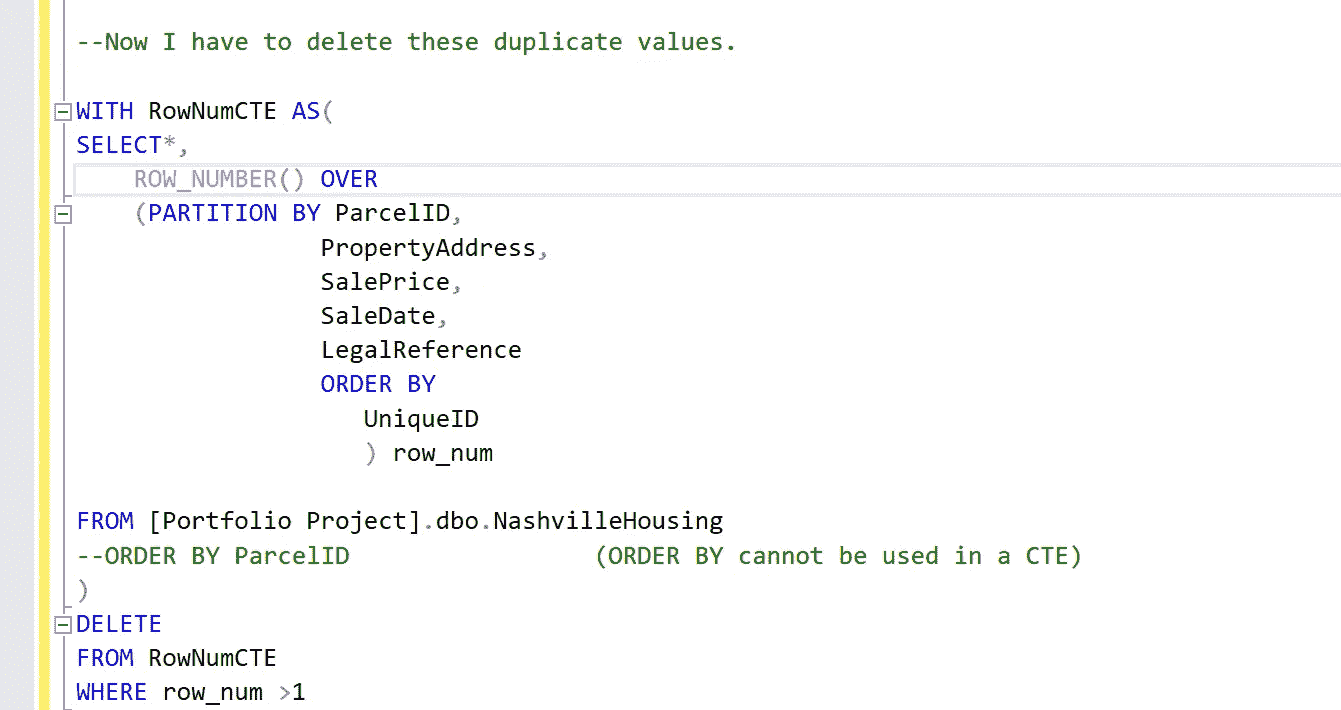 --Now I have to delete these duplicate values.
WITH RowNumCTE AS(
SELECT*,
ROW_NUMBER() OVER
(PARTITION BY ParcelID,
PropertyAddress,
SalePrice,
SaleDate,
LegalReference
ORDER BY
UniqueID
) row_num
FROM [Portfolio Project].dbo.NashvilleHousing
--ORDER BY ParcelID (ORDER BY cannot be used in a CTE)
)
DELETE
FROM RowNumCTE
WHERE row_num >1